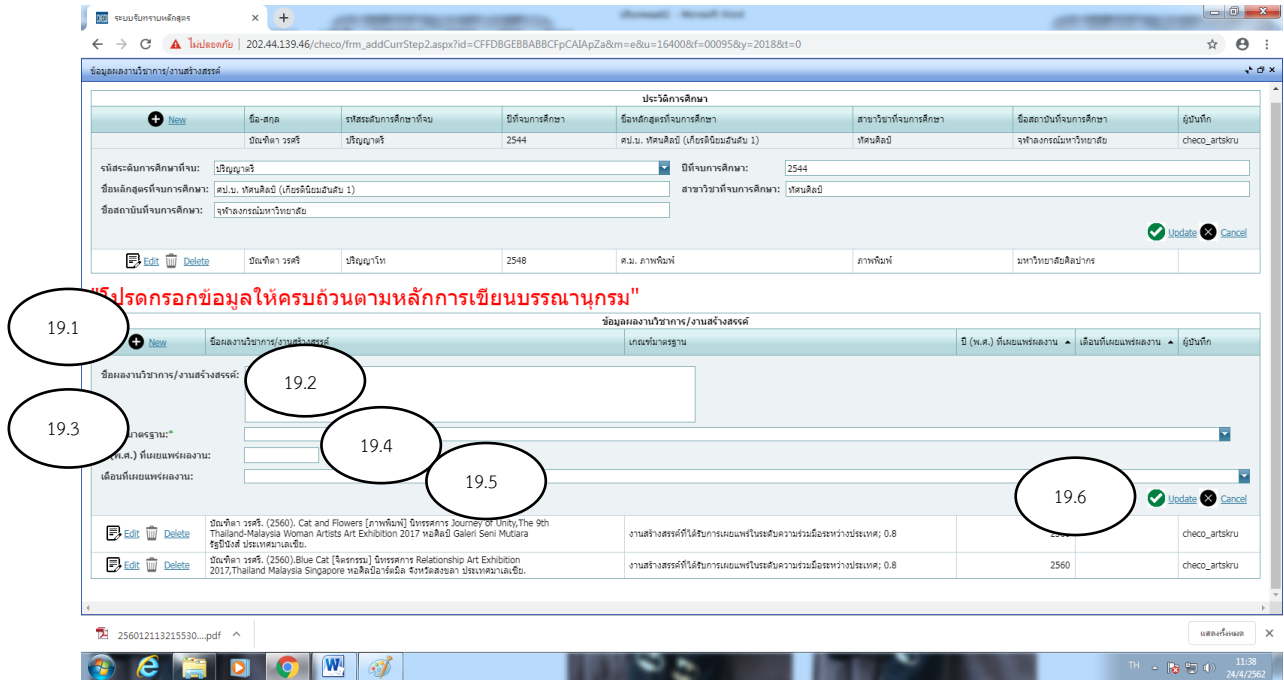 ระบบรับทราบหลักสูตร
ไม่ปลอดภัย 202.44.139.46/checo/frm_addCurrStep2.aspx?id=CFFDBGEBBABBCFpCAIApZa&m=e&u=16400&f=00095&y=2018&t=0
ข้อมูลผลงานวิชาการ/งานสร้างสรรค์
ประวัติการศึกษา
New ชื่อ-สกุล รหัสระดับการศึกษาที่จบ ปีที่จบการศึกษา ชื่อหลักสูตรที่จบการศึกษา สาขาวิชาที่จบการศึกษา ชื่อสถาบันที่จบการศึกษา ผู้บันทึก
บัณฑิตา วรศรี ปริญญาตรี 2544 ศป.บ. ทัศนศิลป์ (เกียรตินิยมอันดับ 1) ทัศนศิลป์ จุฬาลงกรณ์มหาวิทยาลัย checo_artskru
รหัสระดับการศึกษาที่จบ: ปริญญาตรี ปีที่จบการศึกษา: 2544
ชื่อหลักสูตรที่จบการศึกษา: ศป.บ. ทัศนศิลป์ (เกียรตินิยมอันดับ 1) สาขาวิชาที่จบการศึกษา: ทัศนศิลป์
ชื่อสถาบันที่จบการศึกษา: จุฬาลงกรณ์มหาวิทยาลัย
Update Cancel
Edit Delete บัณฑิตา วรศรี ปริญญาโท 2548 ศ.ม. ภาพพิมพ์ ภาพพิมพ์ มหาวิทยาลัยศิลปากร
"โปรดกรอกข้อมูลให้ครบถ้วนตามหลักการเขียนบรรณานุกรม"
19.1
ข้อมูลผลงานวิชาการ/งานสร้างสรรค์
New ชื่อผลงานวิชาการ/งานสร้างสรรค์ เกณฑ์มาตรฐาน ปี (พ.ศ.) ที่เผยแพร่ผลงาน เดือนที่เผยแพร่ผลงาน ผู้บันทึก
ชื่อผลงานวิชาการ/งานสร้างสรรค์:
19.2
19.3
มาตรฐาน:*
19.4
(พ.ศ.) ที่เผยแพร่ผลงาน:
เดือนที่เผยแพร่ผลงาน:
19.5
19.6
Update Cancel
Edit Delete บัณฑิตา วรศรี. (2560). Cat and Flowers [ภาพพิมพ์] นิทรรศการ Journey of Unity,The 9th
Thailand-Malaysia Woman Artists Art Exhibition 2017 หอศิลป์ Galeri Seni Mutiara
รัฐปีนังส์ ประเทศมาเลเซีย.
งานสร้างสรรค์ที่ได้รับการเผยแพร่ในระดับความร่วมมือระหว่างประเทศ; 0.8 checo_artskru
Edit Delete บัณฑิตา วรศรี. (2560).Blue Cat [จิตรกรรม] นิทรรศการ Relationship Art Exhibition
2017,Thailand Malaysia Singapore หอศิลป์อาร์ตมิล จังหวัดสงขลา ประเทศมาเลเซีย.
งานสร้างสรรค์ที่ได้รับการเผยแพร่ในระดับความร่วมมือระหว่างประเทศ; 0.8 2560 checo_artskru
256012113215530....pdf
แสดงทั้งหมด
TH
11:38
24/4/2562